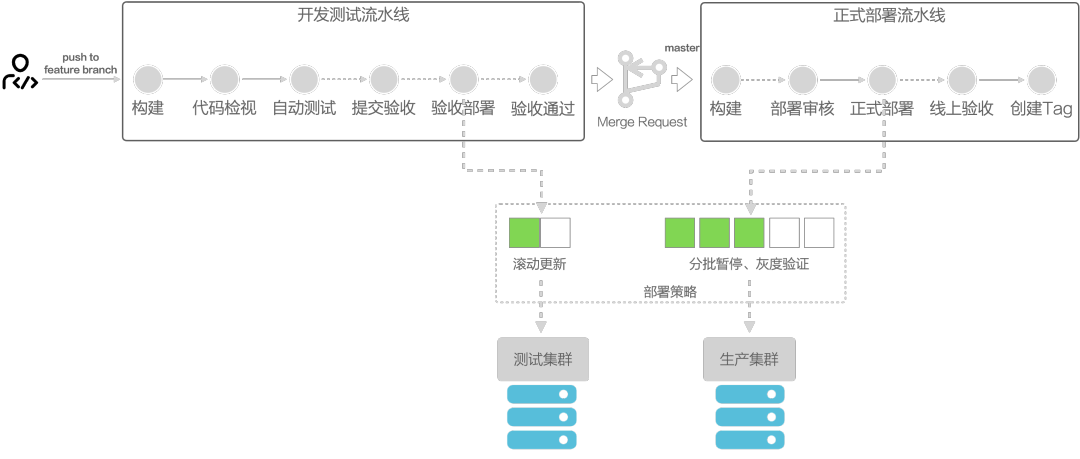 开发测试流水线
push to
feature branch
构建
代码检视
自动测试
提交验收
验收部署
验收通过
Merge Request
master
正式部署流水线
构建
部署审核
正式部署
线上验收
创建Tag
滚动更新
分批暂停、灰度验证
部署策略
测试集群
生产集群